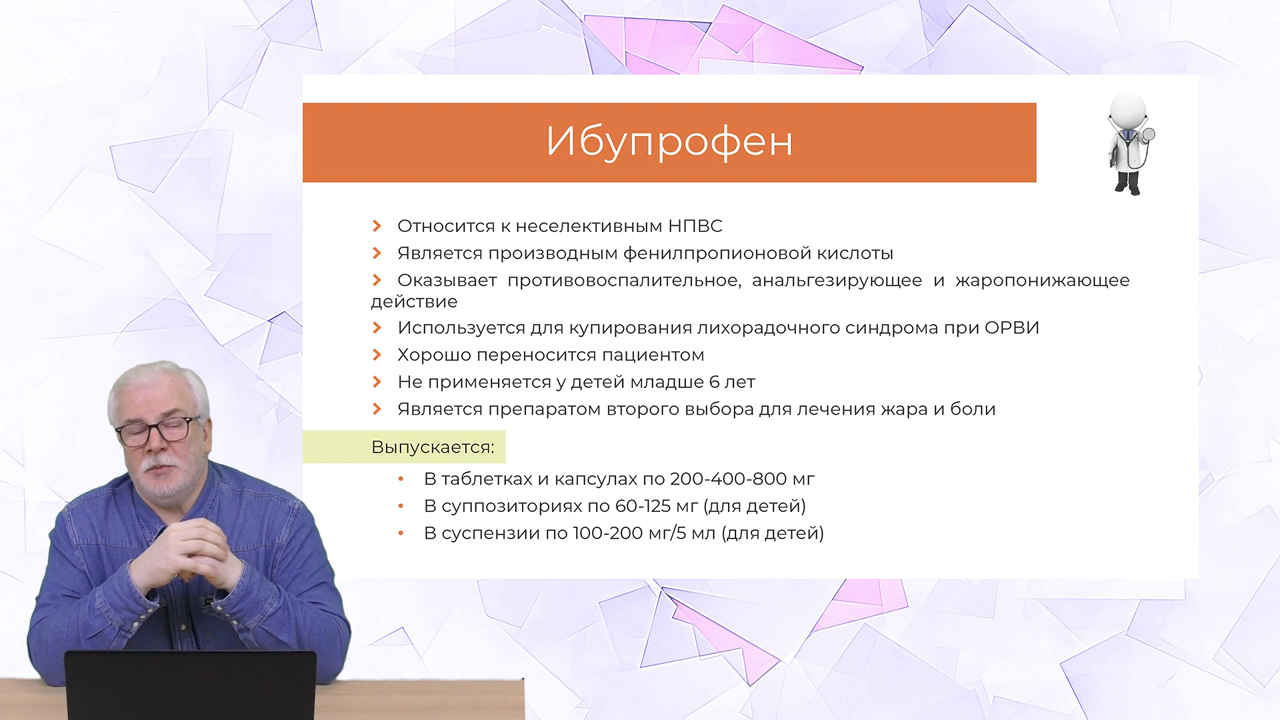 Ибупрофен
Относится к неселективным НПВС
Является производным фенилпропионовой кислоты
Оказывает противовоспалительное, анальгезирующее и жаропонижающее
действие
Используется для купирования лихорадочного синдрома при ОРВИ
Хорошо переносится пациентом
Не применяется у детей младше 6 лет
Является препаратом второго выбора для лечения жара и боли
Выпускается:
• В таблетках и капсулах по 200-400-800 мг
• В суппозиториях по 60-125 мг (для детей)
• В суспензии по 100-200 мг/5 мл (для детей)